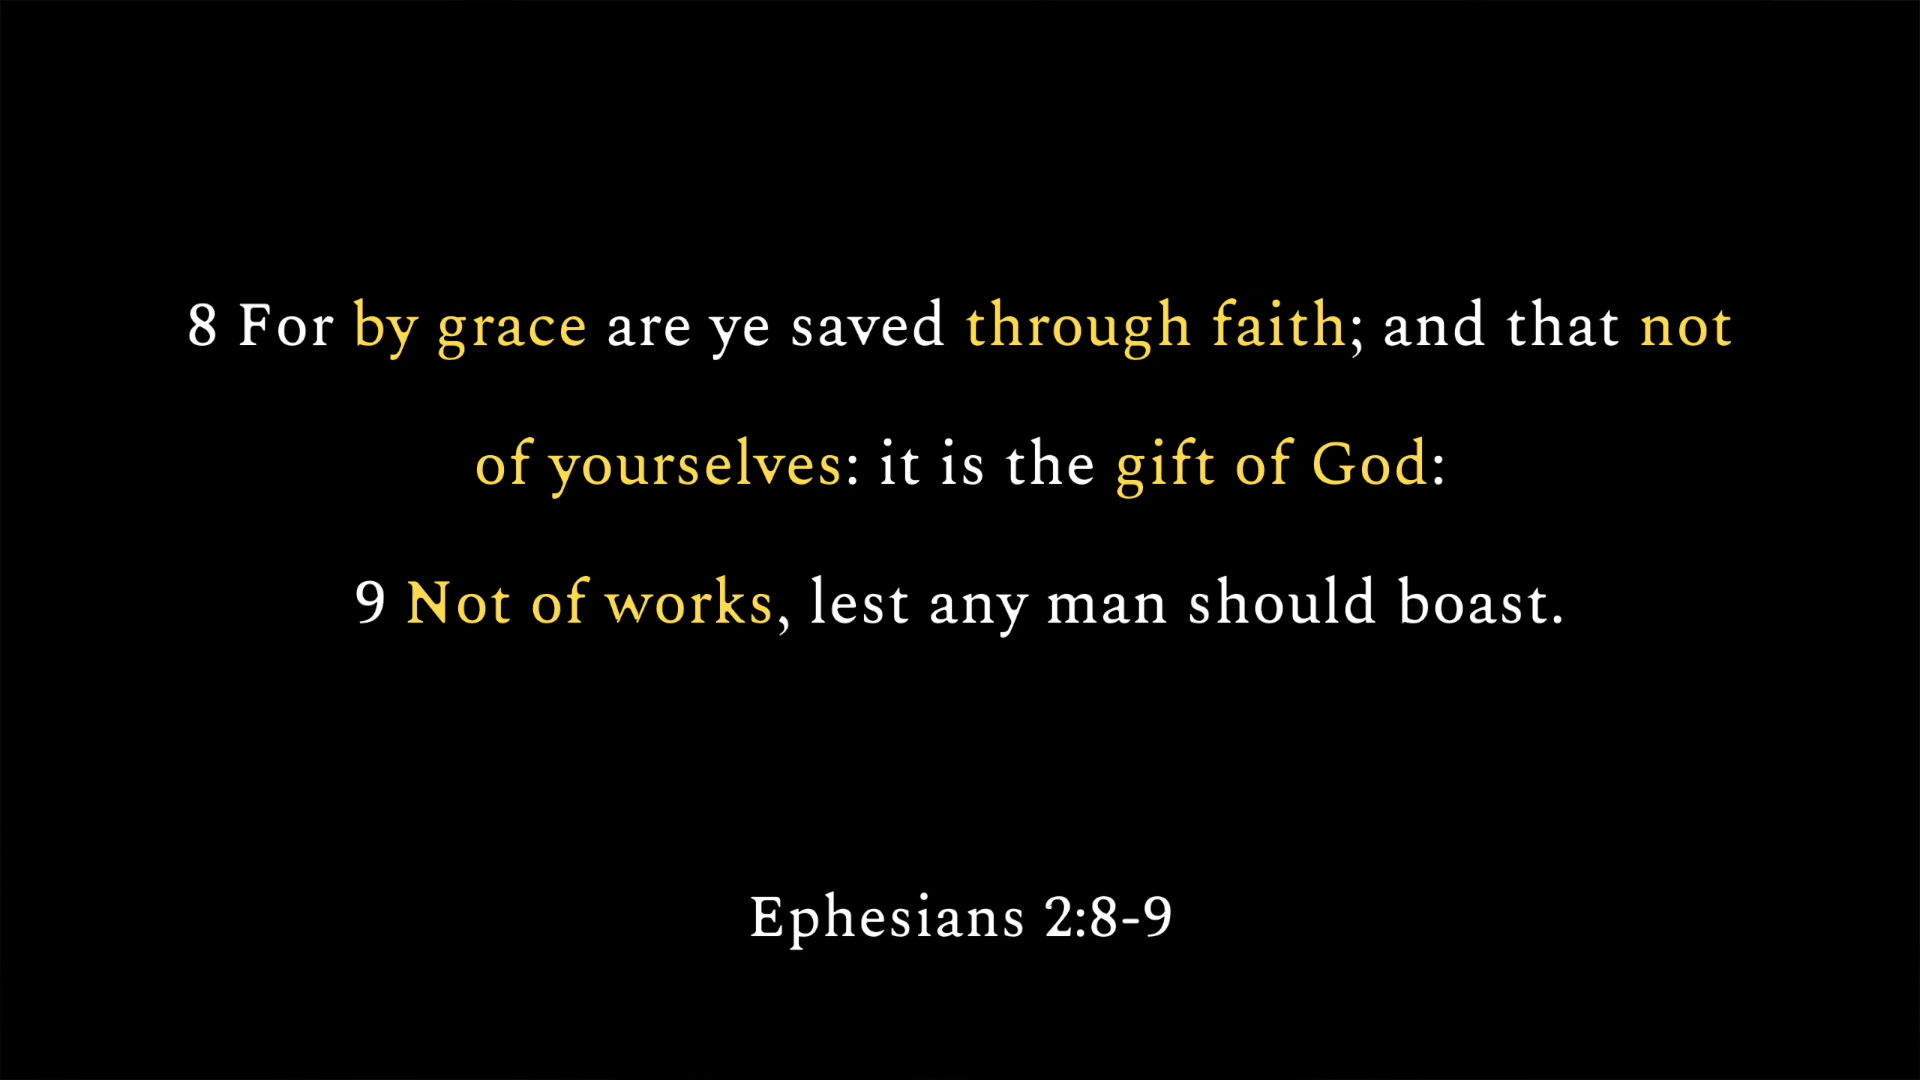 8 For by grace are ye saved through faith; and that not
of yourselves: it is the gift of God:
9 Not of works, lest any man should boast.
Ephesians 2:8-9